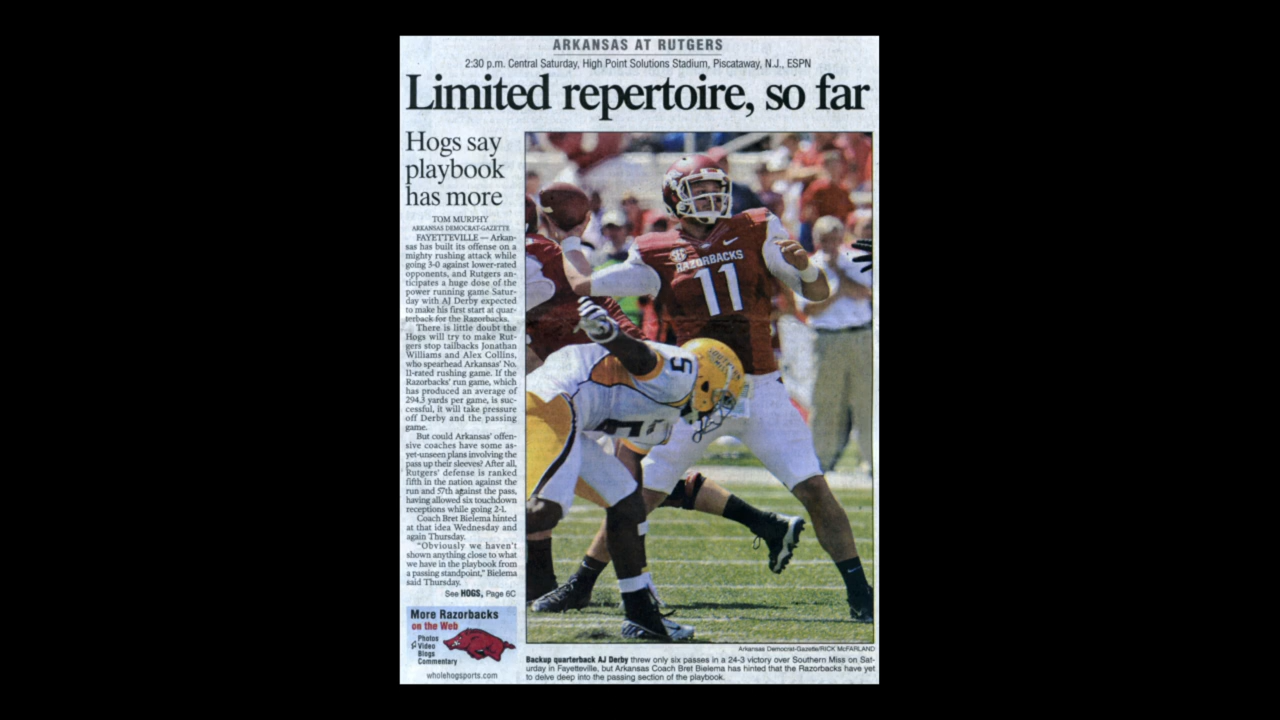 ARKANSAS AT RUTGERS
2:30 p.m. Central Saturday, High Point Solutions Stadium, Piscataway, N.J., ESPN
Limited repertoire, so far
Hogs say
playbook
has more
TOM MURPHY
ARKANSAS DEMOCRAT-GAZETTE
FAYETTEVILLE — Arkan-
sas has built its offense on a
mighty rushing attack while
going 3-0 against lower-rated
opponents, and Rutgers an-
ticipates a huge dose of the
power running game Satur-
day with AJ Derby expected
to make his first start at quar-
terback for the Razorbacks.
There is little doubt the
Hogs will try to make Rut-
gers stop tailbacks Jonathan
Williams and Alex Collins,
who spearhead Arkansas' No.
11-rated rushing game. If the
Razorbacks' run game, which
has produced an average of
294.3 yards per game, is suc-
cessful, it will take pressure
off Derby and the passing
game.
But could Arkansas' offen-
sive coaches have some as-
yet-unseen plans involving the
pass up their sleeves? After all,
Rutgers' defense is ranked
fifth in the nation against the
run and 57th against the pass,
having allowed six touchdown
receptions while going 2-1.
Coach Bret Bielema hinted
at that idea Wednesday and
again Thursday.
"Obviously we haven't
shown anything close to what
we have in the playbook from
a passing standpoint," Bielema
said Thursday.
See HOGS, Page 6C
More Razorbacks
on the Web
Photos
Video
Blogs
Commentary
wholehogsports.com
RAZORBACKS
11
5
Arkansas Democrat-Gazette/RICK McFARLAND
Backup quarterback AJ Derby threw only six passes in a 24-3 victory over Southern Miss on Sat-
urday in Fayetteville, but Arkansas Coach Bret Bielema has hinted that the Razorbacks have yet
to delve deep into the passing section of the playbook.